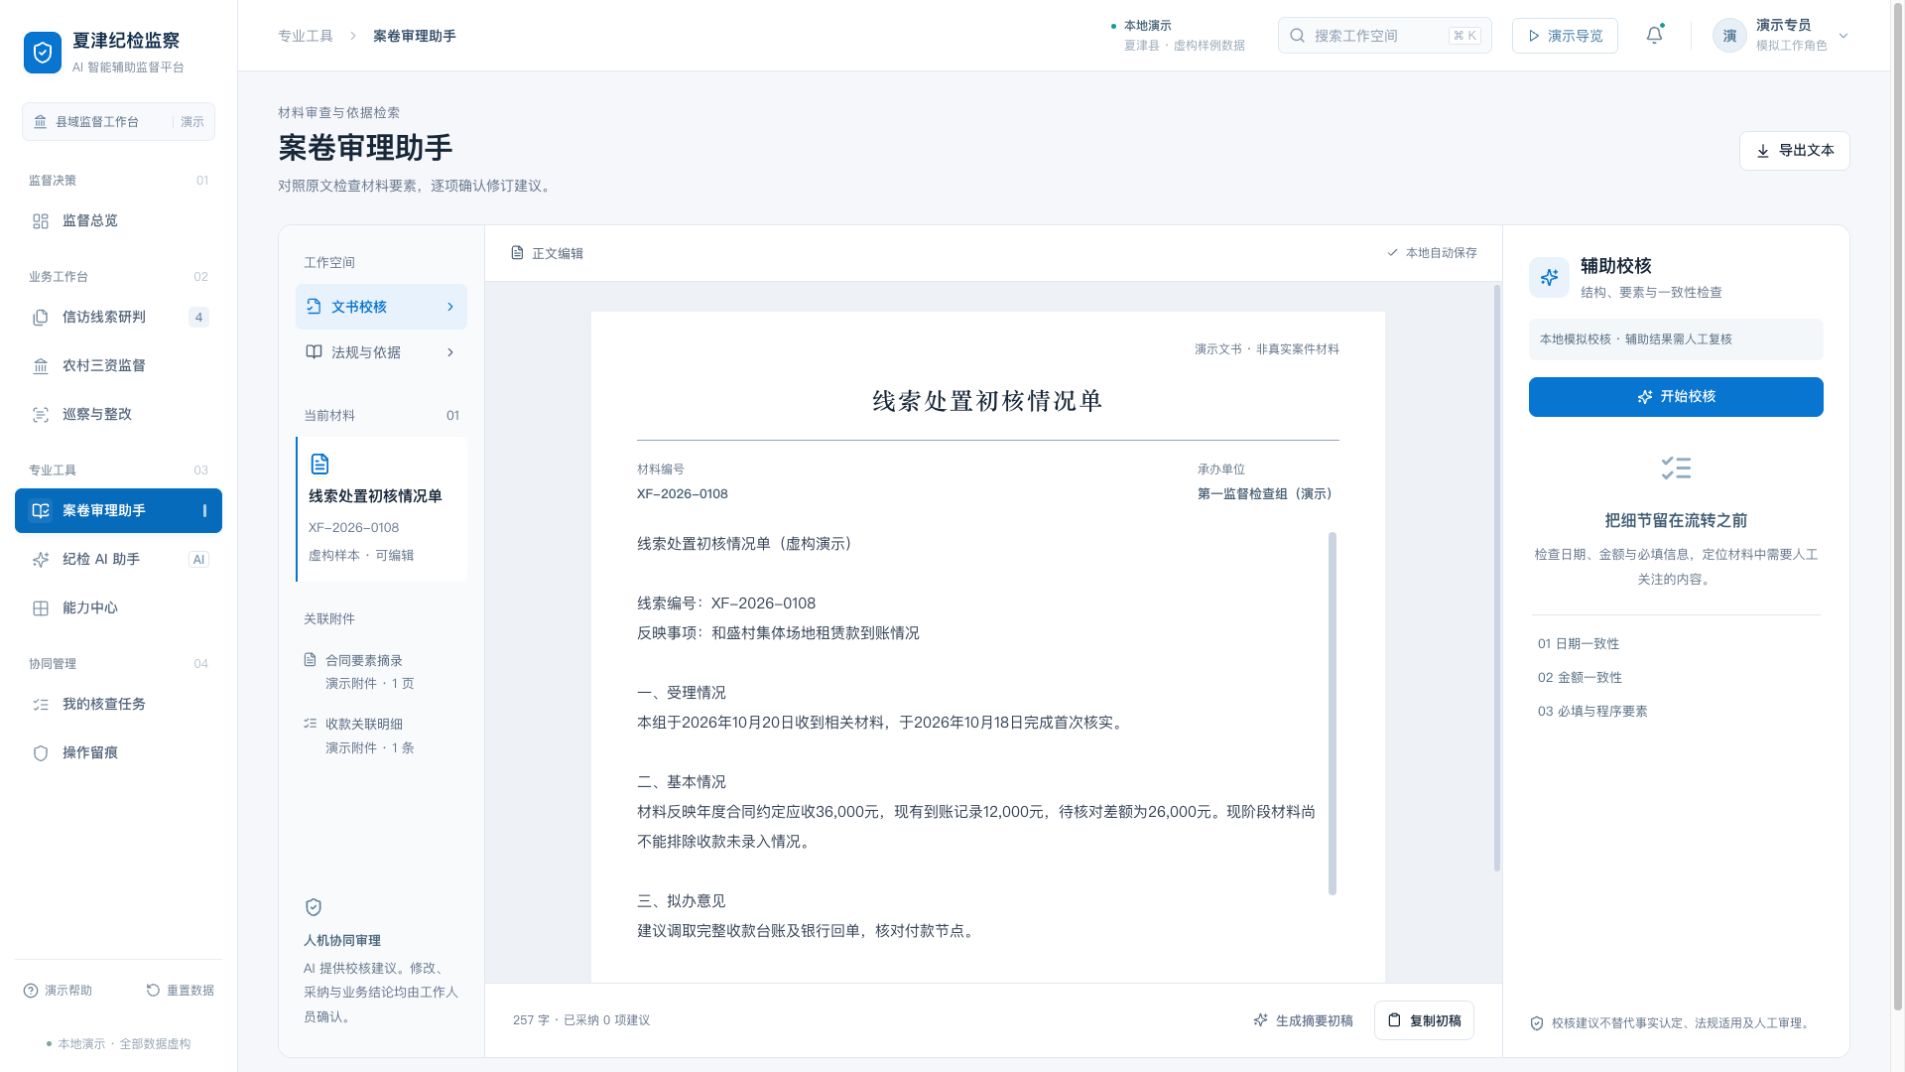 夏津纪检监察
AI 智能辅助监督平台
县域监督工作台
演示
监督决策
01
监督总览
业务工作台
02
信访线索研判
4
农村三资监督
巡察与整改
专业工具
03
案卷审理助手
纪检 AI 助手
AI
能力中心
协同管理
04
我的核查任务
操作留痕
演示帮助
重置数据
本地演示 · 全部数据虚构
专业工具
案卷审理助手
本地演示
夏津县 · 虚构样例数据
搜索工作空间
⌘ K
演示导览
演
演示专员
模拟工作角色
材料审查与依据检索
案卷审理助手
对照原文检查材料要素，逐项确认修订建议。
导出文本
工作空间
文书校核
法规与依据
当前材料
01
线索处置初核情况单
XF-2026-0108
虚构样本 · 可编辑
关联附件
合同要素摘录
演示附件 · 1 页
收款关联明细
演示附件 · 1 条
人机协同审理
AI 提供校核建议。修改、
采纳与业务结论均由工作人
员确认。
正文编辑
本地自动保存
演示文书 · 非真实案件材料
线索处置初核情况单
材料编号
承办单位
XF-2026-0108
第一监督检查组（演示）
线索处置初核情况单（虚构演示）
线索编号：XF-2026-0108
反映事项：和盛村集体场地租赁款到账情况
一、受理情况
本组于2026年10月20日收到相关材料，于2026年10月18日完成首次核实。
二、基本情况
材料反映年度合同约定应收36,000元，现有到账记录12,000元，待核对差额为26,000元。现阶段材料尚
不能排除收款未录入情况。
三、拟办意见
建议调取完整收款台账及银行回单，核对付款节点。
257 字 · 已采纳 0 项建议
生成摘要初稿
复制初稿
辅助校核
结构、要素与一致性检查
本地模拟校核 · 辅助结果需人工复核
开始校核
把细节留在流转之前
检查日期、金额与必填信息，定位材料中需要人工
关注的内容。
01 日期一致性
02 金额一致性
03 必填与程序要素
校核建议不替代事实认定、法规适用及人工审理。